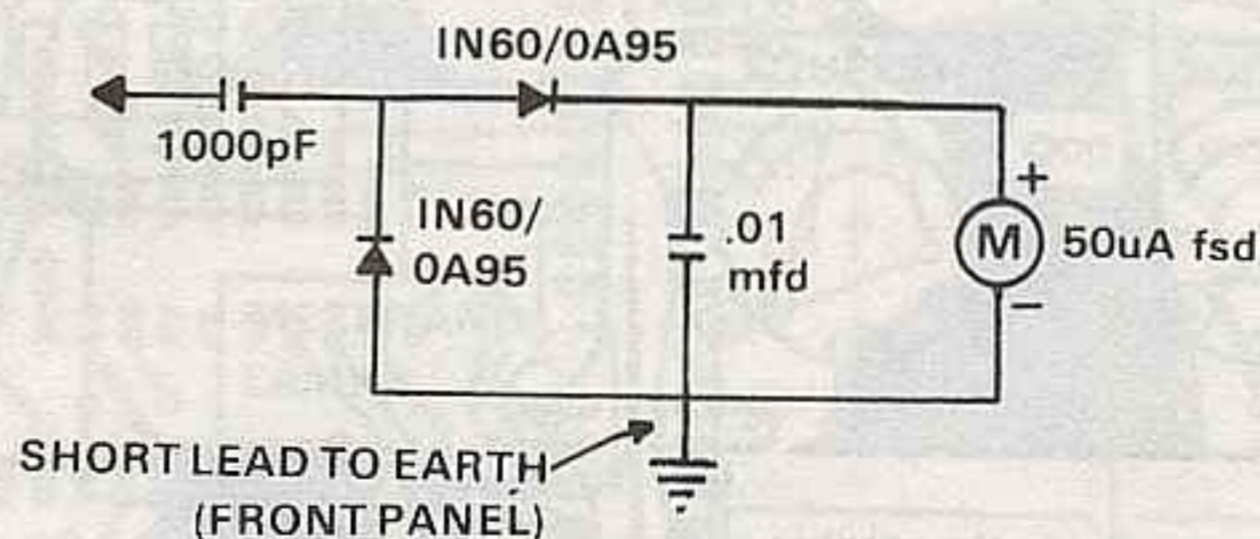 IN60/0A95
1000pF
IN60/
0A95
.01
mfd
+
M
50uA fsd
−
SHORT LEAD TO EARTH
(FRONT PANEL)